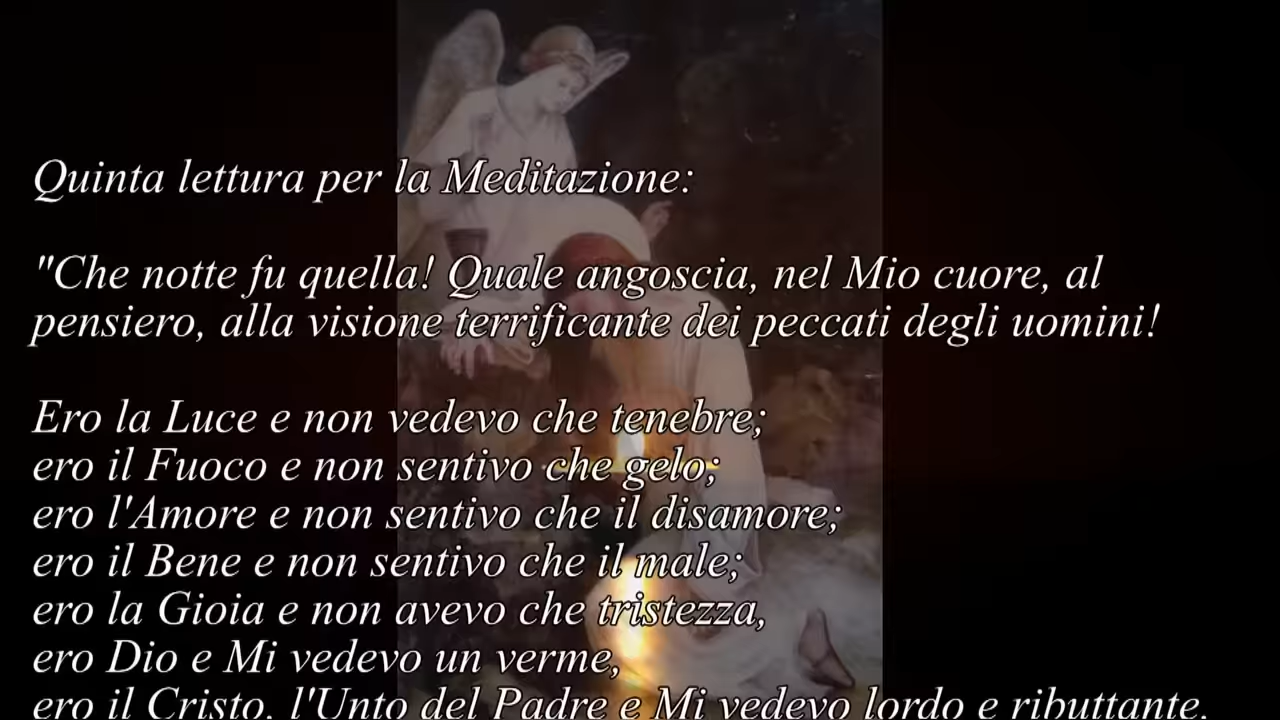 Quinta lettura per la Meditazione:
"Che notte fu quella! Quale angoscia, nel Mio cuore, al
pensiero, alla visione terrificante dei peccati degli uomini!
Ero la Luce e non vedevo che tenebre;
ero il Fuoco e non sentivo che gelo;
ero l'Amore e non sentivo che il disamore;
ero il Bene e non sentivo che il male;
ero la Gioia e non avevo che tristezza,
ero Dio e Mi vedevo un verme,
ero il Cristo, l'Unto del Padre e Mi vedevo lordo e ributtante,